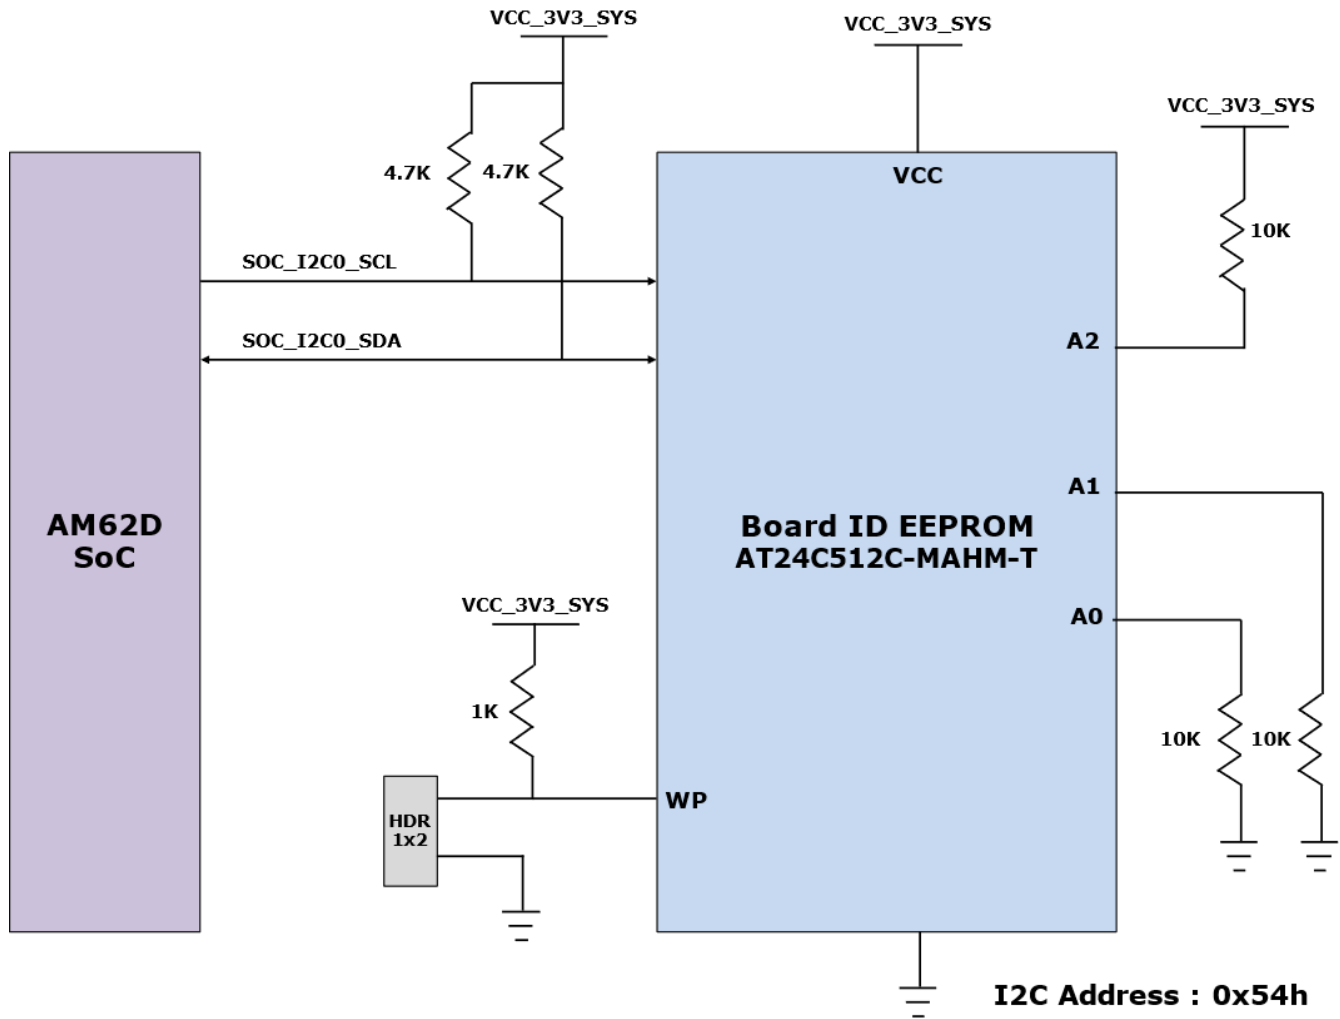 VCC_3V3_SYS
VCC_3V3_SYS
VCC_3V3_SYS
4.7K
4.7K
VCC
10K
SOC_I2C0_SCL
SOC_I2C0_SDA
A2
A1
AM62D
SoC
Board ID EEPROM
AT24C512C-MAHM-T
VCC_3V3_SYS
A0
1K
10K
10K
WP
HDR
1x2
I2C Address : 0x54h